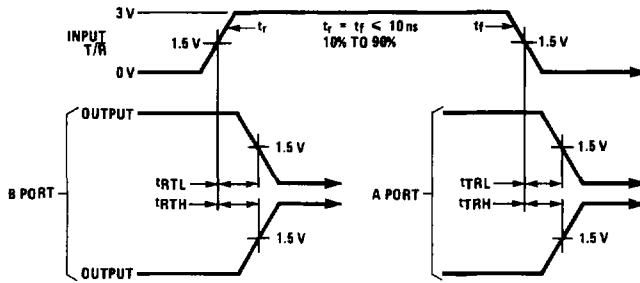 3 V
tr
tr = tf ≤ 10 ns
10% TO 90%
tf
INPUT
T/R̅
1.5 V
1.5 V
0 V
OUTPUT
OUTPUT
1.5 V
1.5 V
B PORT
tRTL
tRTH
A PORT
tTRL
tTRH
1.5 V
1.5 V
OUTPUT